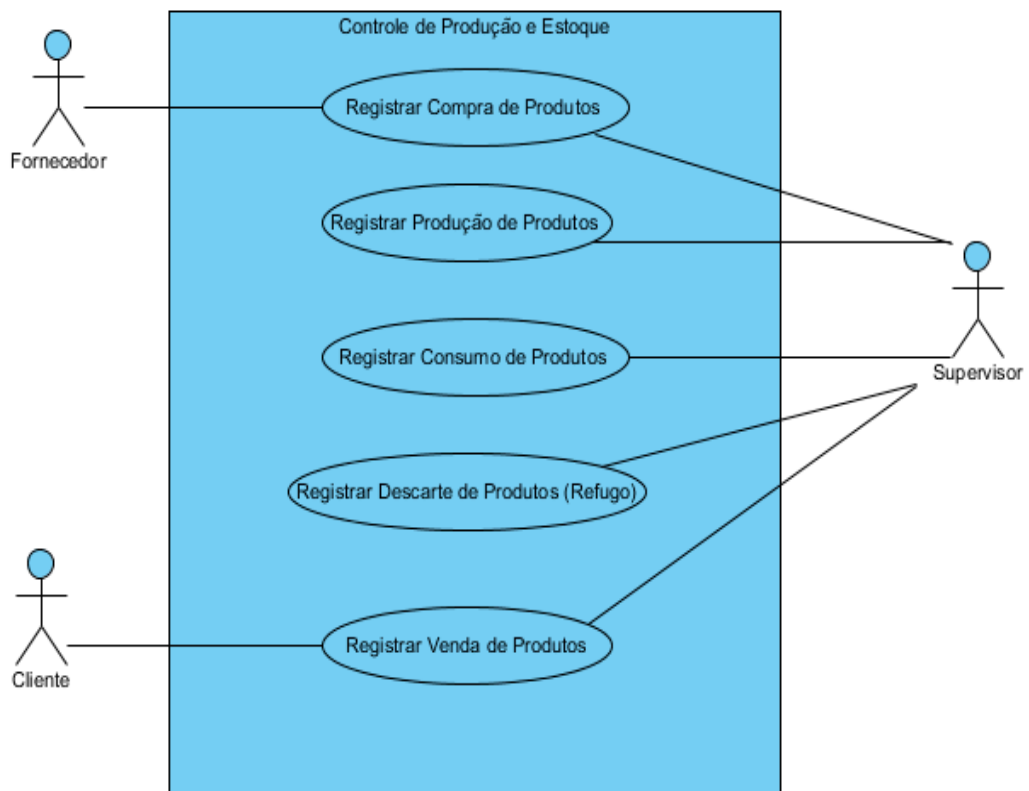 Controle de Produção e Estoque
Registrar Compra de Produtos
Fornecedor
Registrar Produção de Produtos
Registrar Consumo de Produtos
Supervisor
Registrar Descarte de Produtos (Refugo)
Registrar Venda de Produtos
Cliente